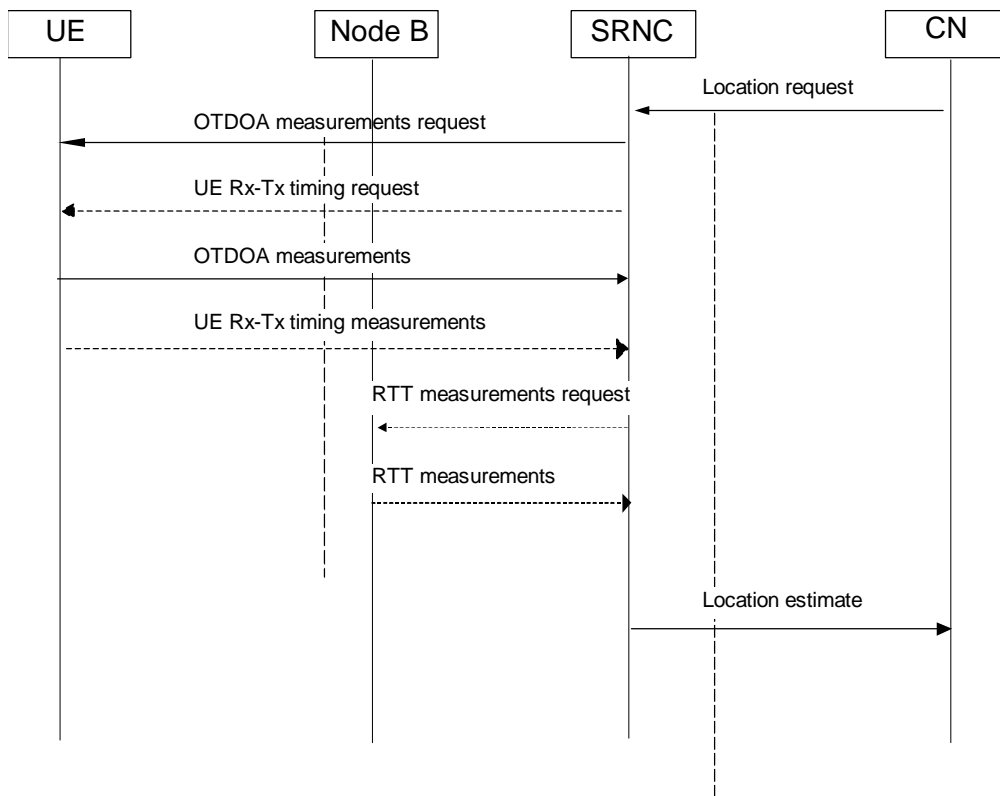 UE
Node B
SRNC
CN
Location request
OTDOA measurements request
UE Rx-Tx timing request
OTDOA measurements
UE Rx-Tx timing measurements
RTT measurements request
RTT measurements
Location estimate